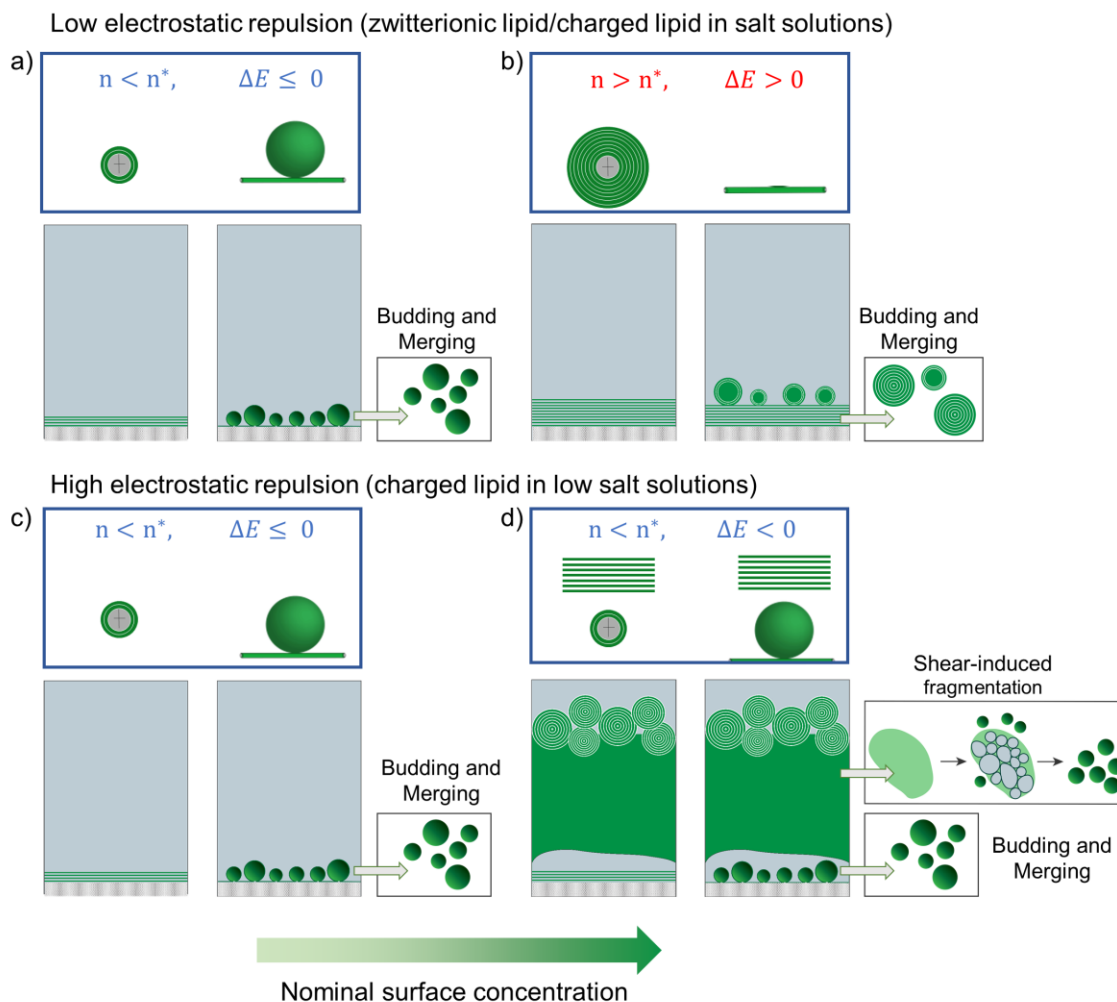 Low electrostatic repulsion (zwitterionic lipid/charged lipid in salt solutions)
a)
n < n*, ΔE ≤ 0
Budding and
Merging
b)
n > n*, ΔE > 0
Budding and
Merging
High electrostatic repulsion (charged lipid in low salt solutions)
c)
n < n*, ΔE ≤ 0
Budding and
Merging
d)
n < n*, ΔE < 0
Shear-induced
fragmentation
Budding and
Merging
Nominal surface concentration